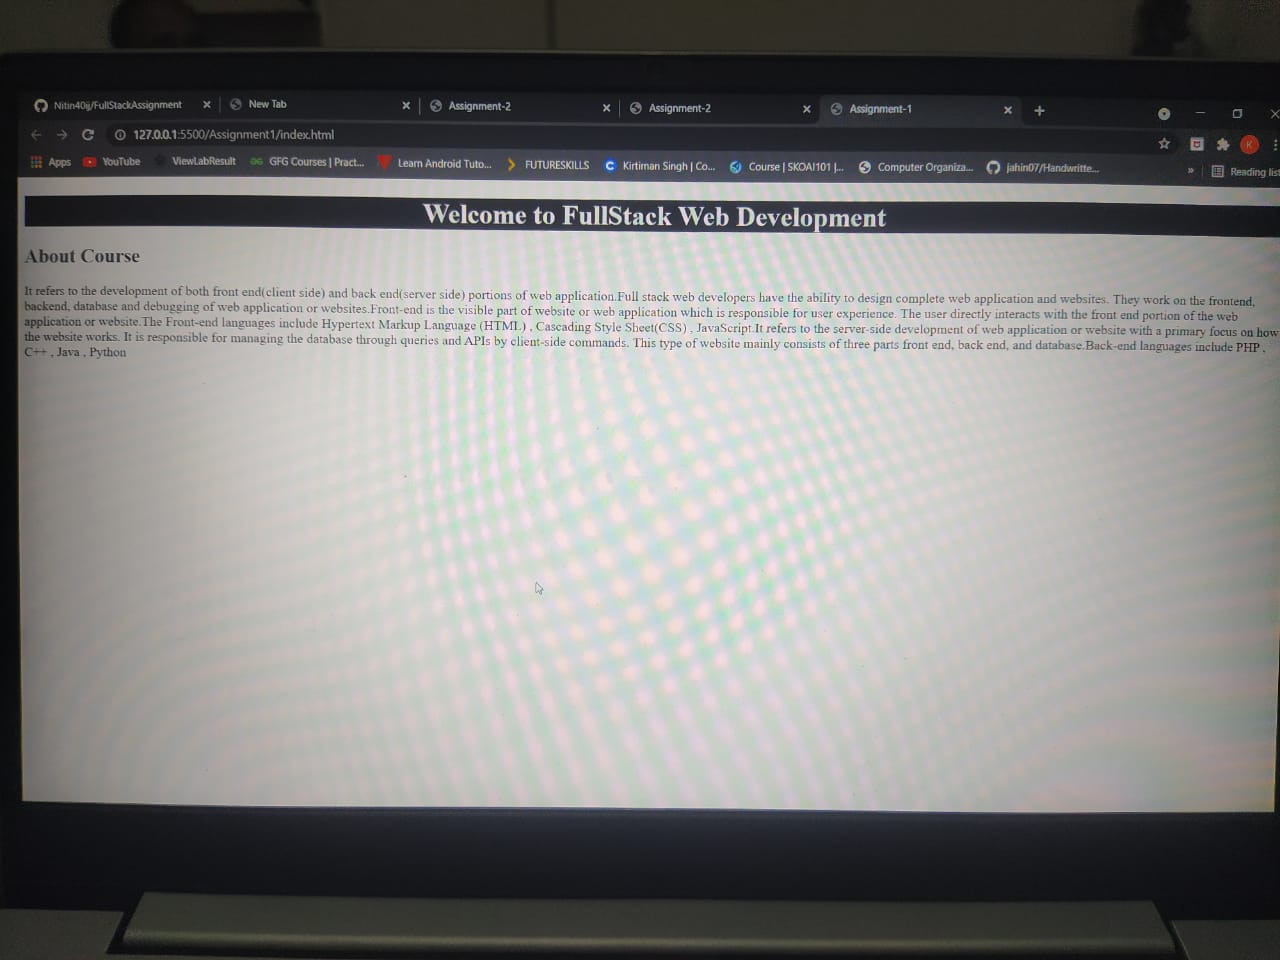 Nitin40jj/FullStackAssignment New Tab Assignment-2 Assignment-2 Assignment-1
127.0.0.1:5500/Assignment1/index.html
Apps YouTube ViewLabResult GFG Courses | Pract... Learn Android Tuto... FUTURESKILLS Kirtiman Singh | Co... Course | SKOAI101 |... Computer Organiza... jahin07/Handwritte... » Reading list
K
Welcome to FullStack Web Development
About Course
It refers to the development of both front end(client side) and back end(server side) portions of web application.Full stack web developers have the ability to design complete web application and websites. They work on the frontend,
backend, database and debugging of web application or websites.Front-end is the visible part of website or web application which is responsible for user experience. The user directly interacts with the front end portion of the web
application or website.The Front-end languages include Hypertext Markup Language (HTML) , Cascading Style Sheet(CSS) , JavaScript.It refers to the server-side development of web application or website with a primary focus on how
the website works. It is responsible for managing the database through queries and APIs by client-side commands. This type of website mainly consists of three parts front end, back end, and database.Back-end languages include PHP ,
C++ , Java , Python